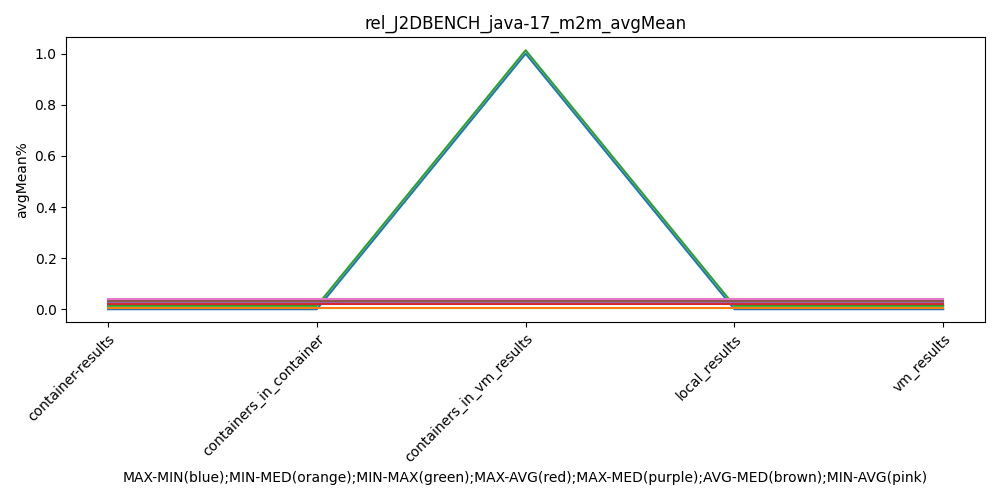 rel_J2DBENCH_java-17_m2m_avgMean
avgMean%
1.0
0.8
0.6
0.4
0.2
0.0
container-results
containers_in_container
containers_in_vm_results
local_results
vm_results
MAX-MIN(blue);MIN-MED(orange);MIN-MAX(green);MAX-AVG(red);MAX-MED(purple);AVG-MED(brown);MIN-AVG(pink)